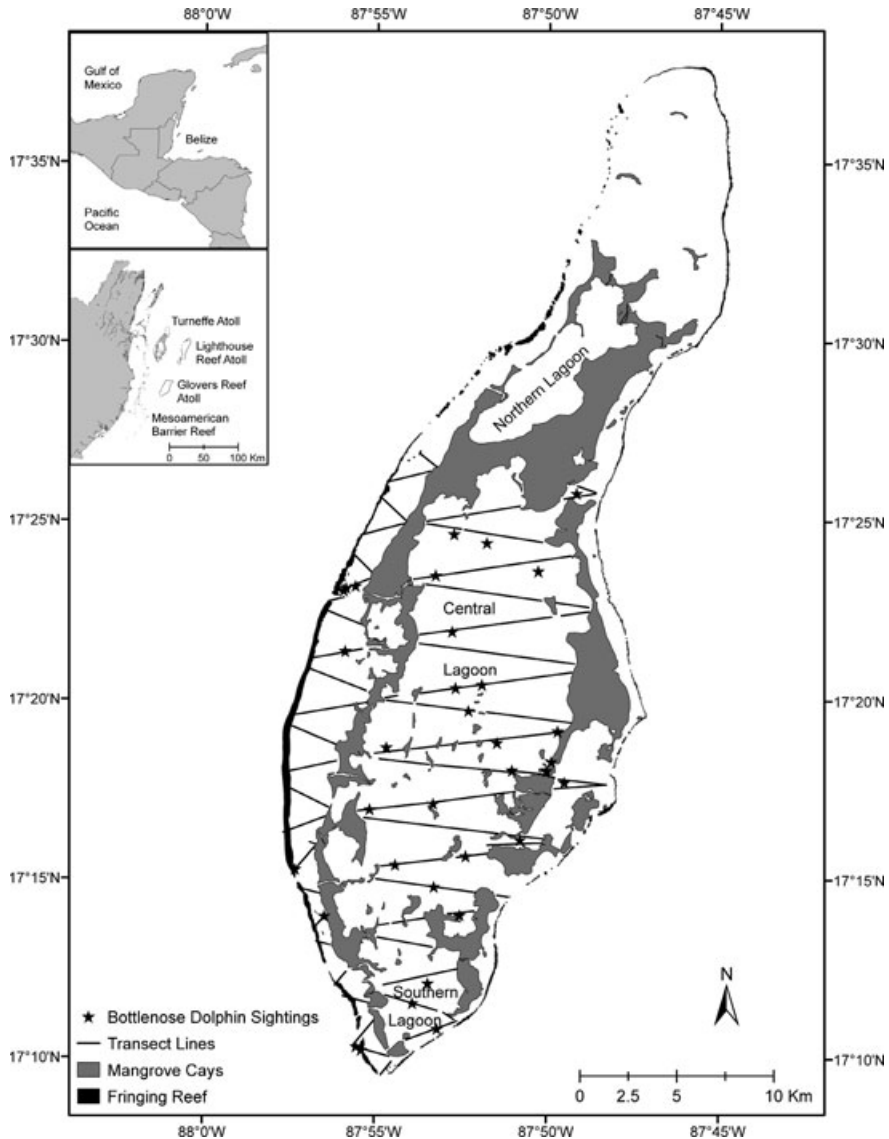 88°0'W
87°55'W
87°50'W
87°45'W
Gulf of
Mexico
Belize
Pacific
Ocean
17°35'N
17°35'N
Turneffe Atoll
Lighthouse
Reef Atoll
Glovers Reef
Atoll
Mesoamerican
Barrier Reef
0 50 100 Km
17°30'N
17°30'N
Northern Lagoon
17°25'N
17°25'N
Central
Lagoon
17°20'N
17°20'N
17°15'N
17°15'N
Southern
Lagoon
N
Bottlenose Dolphin Sightings
Transect Lines
Mangrove Cays
Fringing Reef
17°10'N
17°10'N
0 2.5 5 10 Km
88°0'W
87°55'W
87°50'W
87°45'W